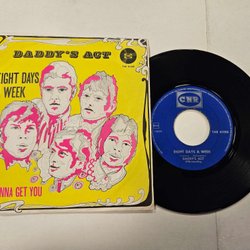 DADDY'S ACT
EIGHT DAYS
WEEK
NNA GET YOU
CNR
EIGHT DAYS A WEEK
DADDY'S ACT